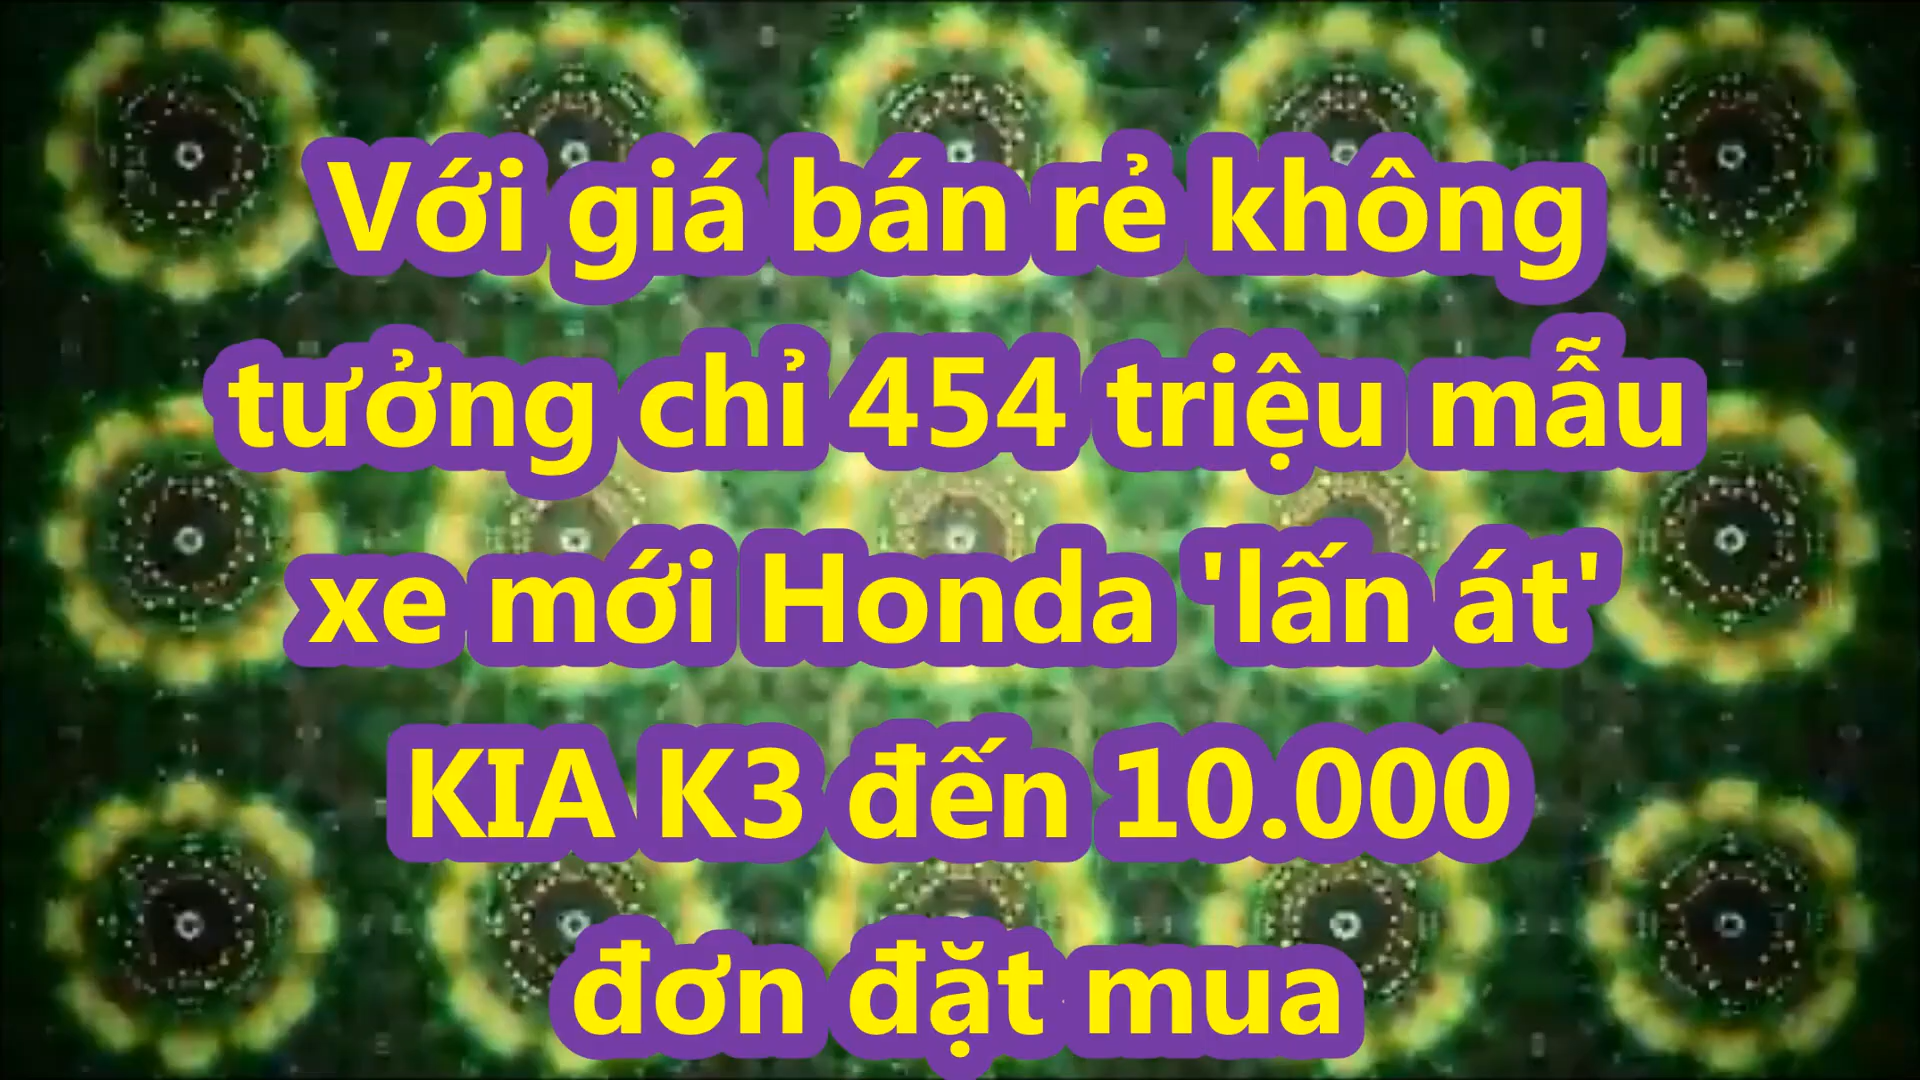 Với giá bán rẻ không
tưởng chỉ 454 triệu mẫu
xe mới Honda 'lấn át'
KIA K3 đến 10.000
đơn đặt mua